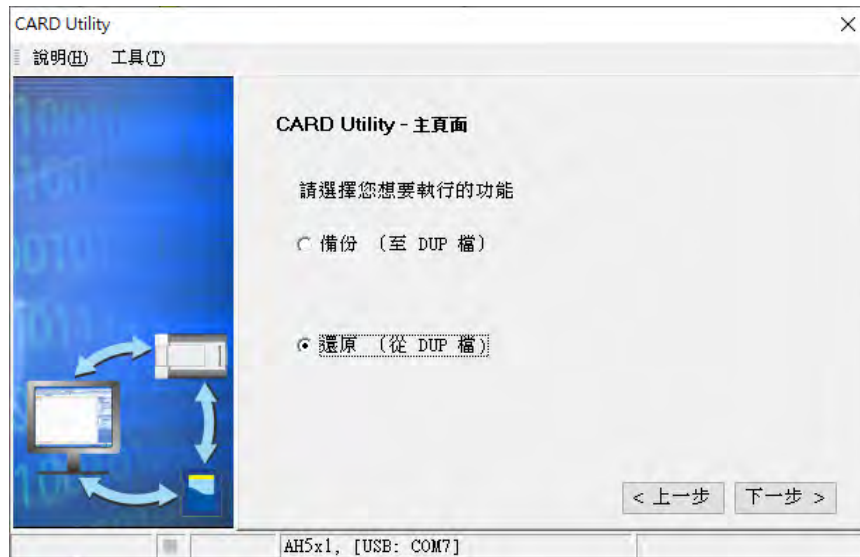 CARD Utility
說明(H) 工具(T)
CARD Utility - 主頁面
請選擇您想要執行的功能
備份 (至 DUP 檔)
還原 (從 DUP 檔)
< 上一步 下一步 >
AH5x1, [USB: COM7]